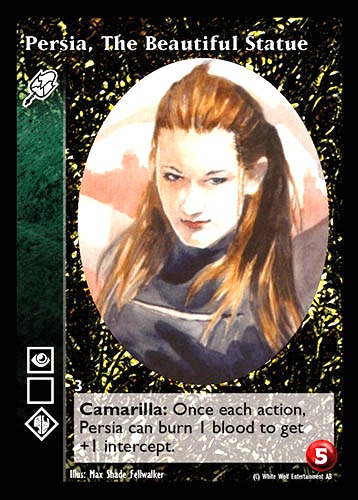 Persia, The Beautiful Statue
3
Camarilla: Once each action,
Persia can burn 1 blood to get
+1 intercept.
5
Illus: Max Shade Fellwalker
(C) White Wolf Entertainment AB